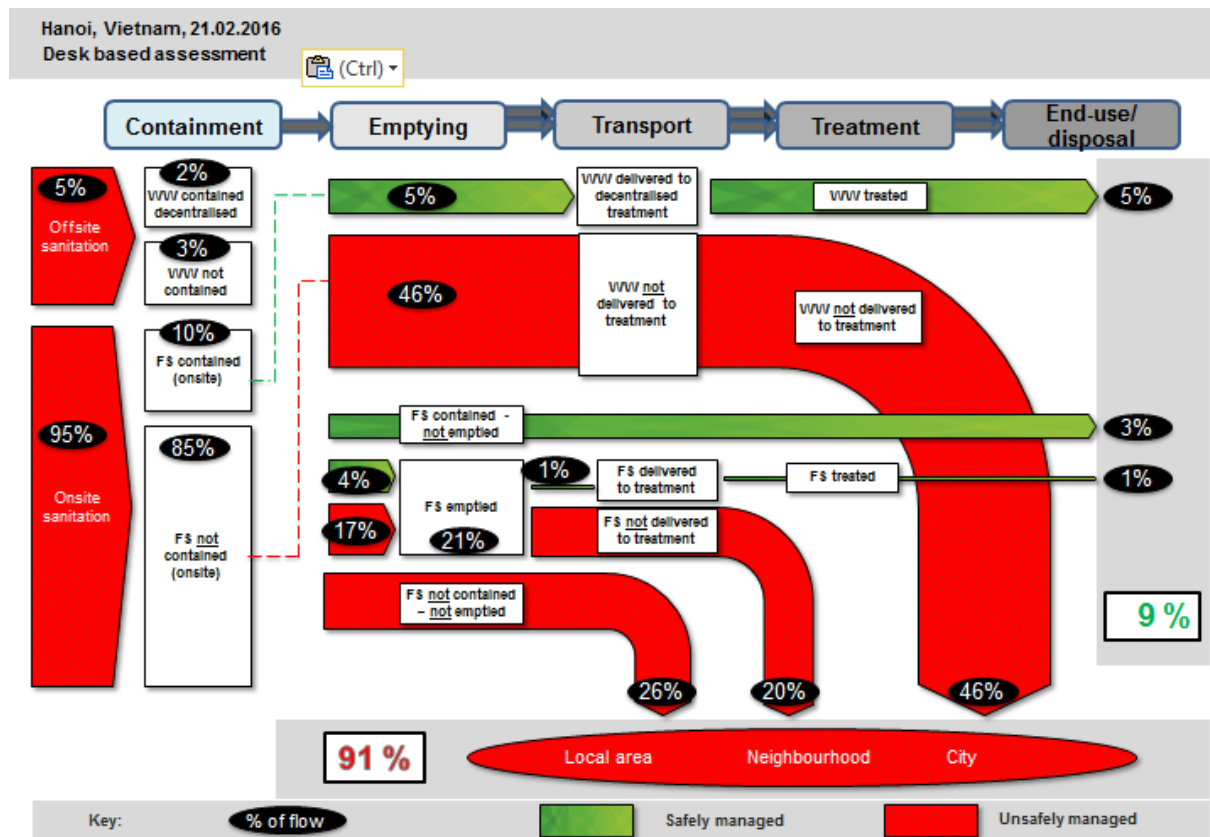 Hanoi, Vietnam, 21.02.2016
Desk based assessment
(Ctrl)
Containment
Emptying
Transport
Treatment
End-use/
disposal
5%
Offsite
sanitation
2%
WW contained
decentralised
3%
WW not
contained
5%
WW delivered to
decentralised
treatment
WW treated
5%
46%
WW not
delivered to
treatment
WW not delivered
to treatment
95%
Onsite
sanitation
10%
FS contained
(onsite)
85%
FS not
contained
(onsite)
FS contained -
not emptied
3%
4%
17%
FS emptied
21%
1%
FS delivered
to treatment
FS treated
1%
FS not delivered
to treatment
FS not contained
– not emptied
9 %
26%
20%
46%
91 %
Local area
Neighbourhood
City
Key:
% of flow
Safely managed
Unsafely managed